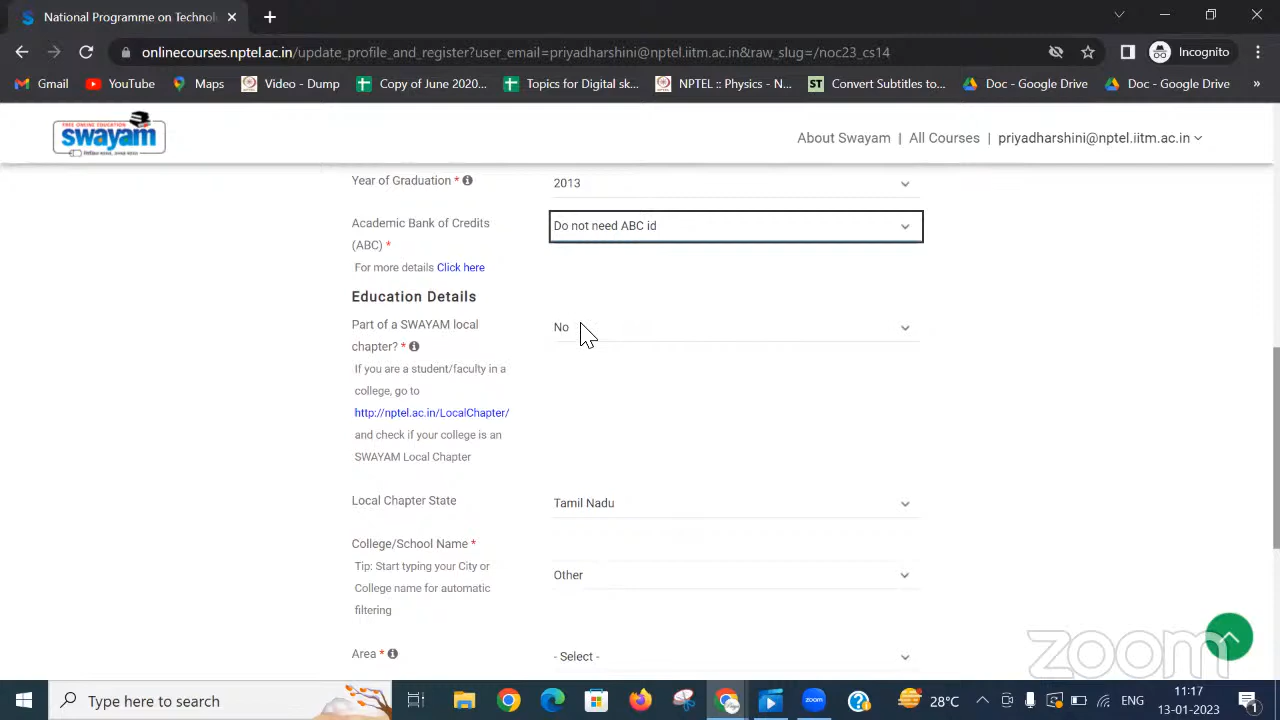 National Programme on Technol
onlinecourses.nptel.ac.in/update_profile_and_register?user_email=priyadharshini@nptel.iitm.ac.in&raw_slug=/noc23_cs14
Incognito
Gmail
YouTube
Maps
Video - Dump
Copy of June 2020...
Trans for Digital sk...
NPTEL :: Physics - N...
Convert Subtitles to...
Doc - Google Drive
Doc - Google Drive
»
FREE ONLINE EDUCATION
swayam
About Swayam | All Courses | priyadharshini@nptel.iitm.ac.in
Year of Graduation *
2013
Academic Bank of Credits
(ABC) *
Do not need ABC id
For more details Click here
Education Details
Part of a SWAYAM local
chapter? *
No
If you are a student/faculty in a
college, go to
http://nptel.ac.in/LocalChapter/
and check if your college is an
SWAYAM Local Chapter
Local Chapter State
Tamil Nadu
College/School Name *
Tip: Start typing your City or
College name for automatic
filtering
Other
Area *
- Select -
zoom
Type here to search
zoom
28°C
ENG
11:17
13-01-2023
1